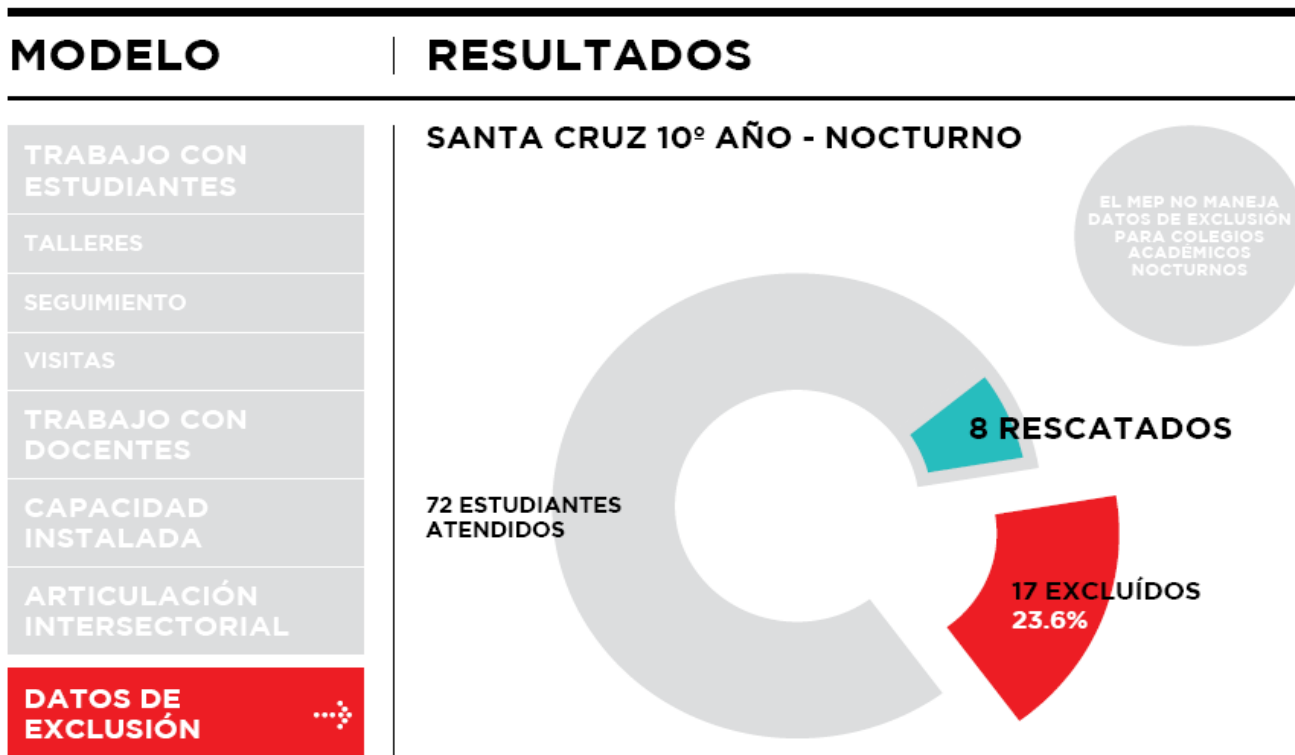 MODELO
RESULTADOS
TRABAJO CON
ESTUDIANTES
TALLERES
SEGUIMIENTO
VISITAS
TRABAJO CON
DOCENTES
CAPACIDAD
INSTALADA
ARTICULACIÓN
INTERSECTORIAL
DATOS DE
EXCLUSIÓN
SANTA CRUZ 10º AÑO - NOCTURNO
EL MEP NO MANEJA
DATOS DE EXCLUSIÓN
PARA COLEGIOS
ACADÉMICOS
NOCTURNOS
8 RESCATADOS
72 ESTUDIANTES
ATENDIDOS
17 EXCLUÍDOS
23.6%